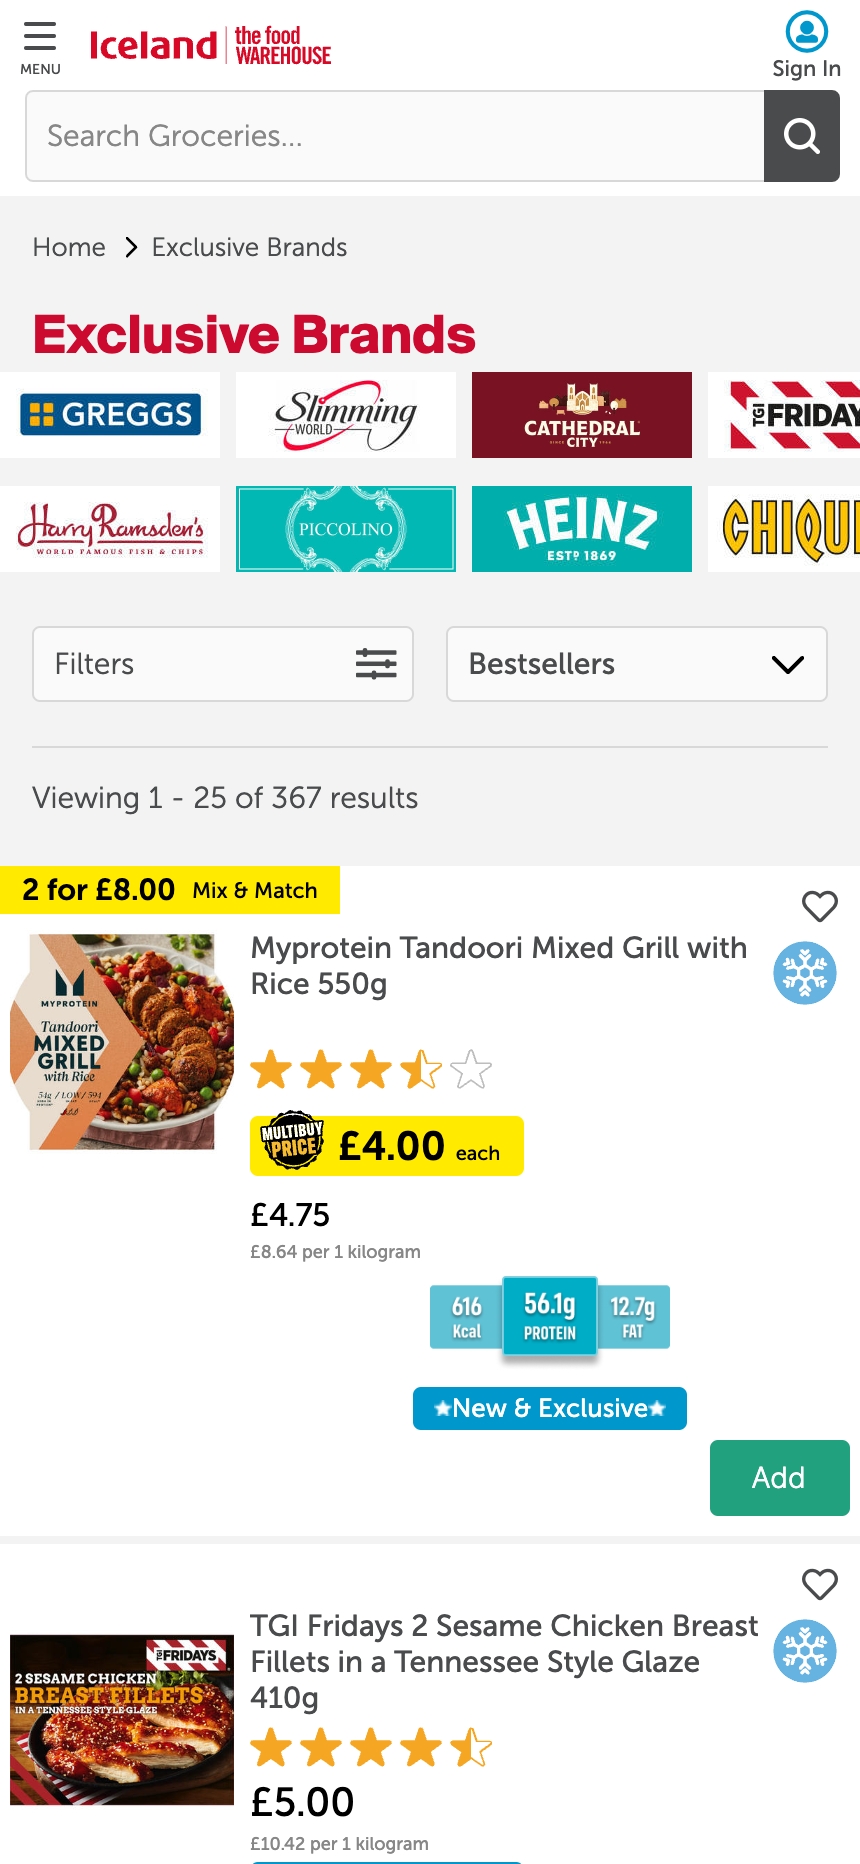 MENU
Iceland
the food
WAREHOUSE
Sign In
Search Groceries...
Home
Exclusive Brands
Exclusive Brands
GREGGS
Slimming
WORLD
CATHEDRAL
CITY
TGI FRIDAY
Harry Ramsden's
WORLD FAMOUS FISH & CHIPS
PICCOLINO
HEINZ
ESTD 1869
CHIQU
Filters
Bestsellers
Viewing 1 - 25 of 367 results
2 for £8.00 Mix & Match
Myprotein Tandoori Mixed Grill with
Rice 550g
MYPROTEIN
Tandoori
MIXED
GRILL
with Rice
54g / LOW / 594
MULTIBUY
PRICE
£4.00 each
£4.75
£8.64 per 1 kilogram
616
Kcal
56.1g
PROTEIN
12.7g
FAT
New & Exclusive
Add
TGI Fridays 2 Sesame Chicken Breast
Fillets in a Tennessee Style Glaze
410g
TGI FRIDAYS
2 SESAME CHICKEN
BREAST FILLETS
IN A TENNESSEE STYLE GLAZE
£5.00
£10.42 per 1 kilogram